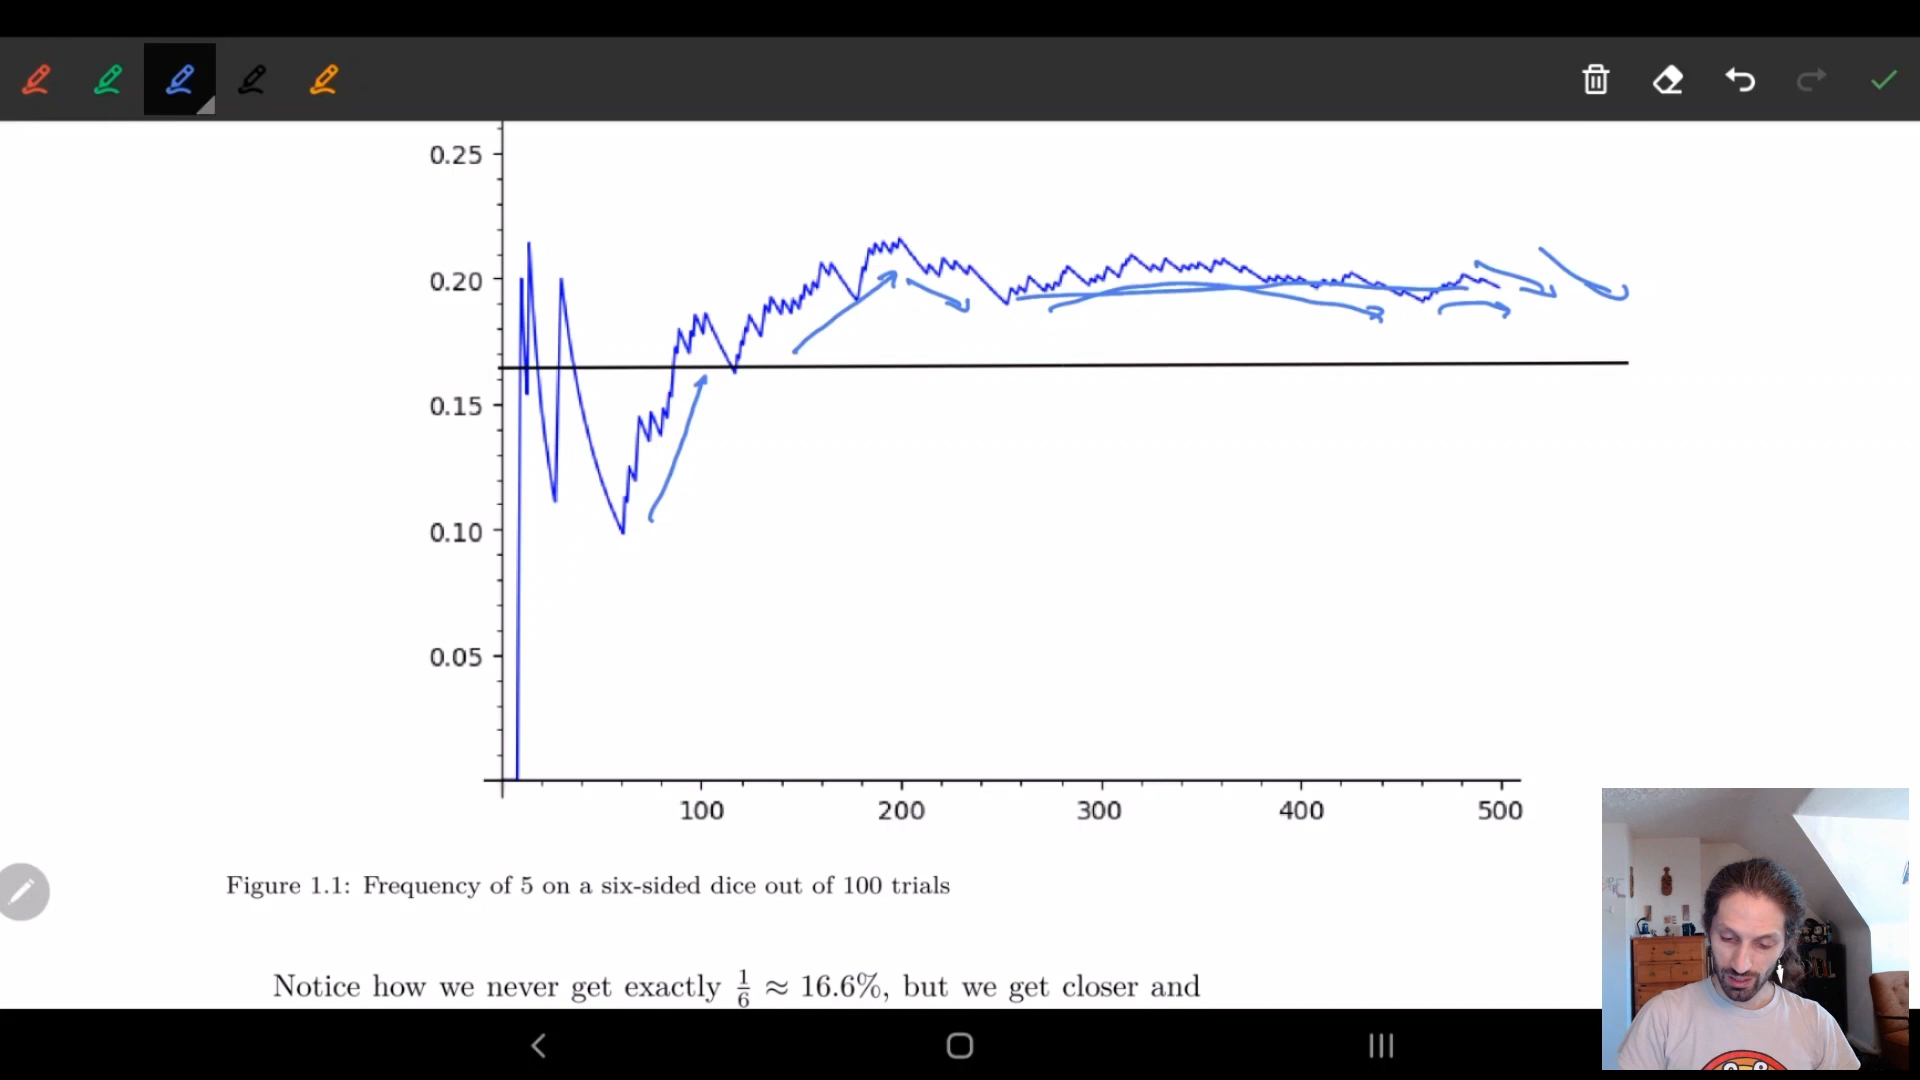 0.25
0.20
0.15
0.10
0.05
100 200 300 400 500
Figure 1.1: Frequency of 5 on a six-sided dice out of 100 trials
Notice how we never get exactly 1/6 ≈ 16.6%, but we get closer and